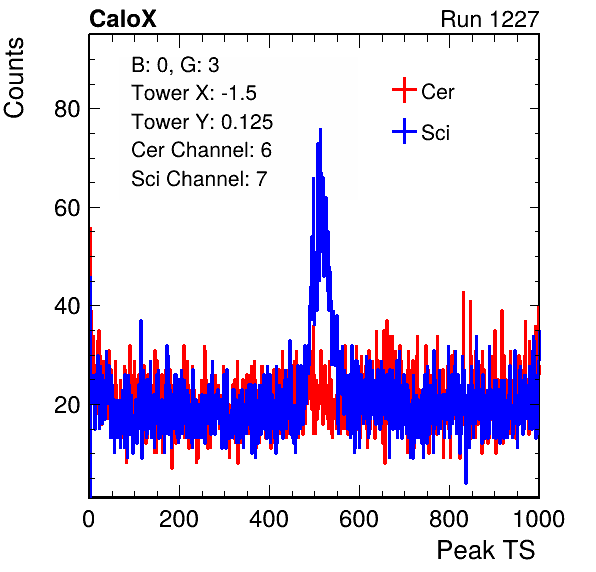 CaloX Run 1227
Counts
B: 0, G: 3
Tower X: -1.5
Tower Y: 0.125
Cer Channel: 6
Sci Channel: 7
Cer
Sci
80
60
40
20
0 200 400 600 800 1000
Peak TS